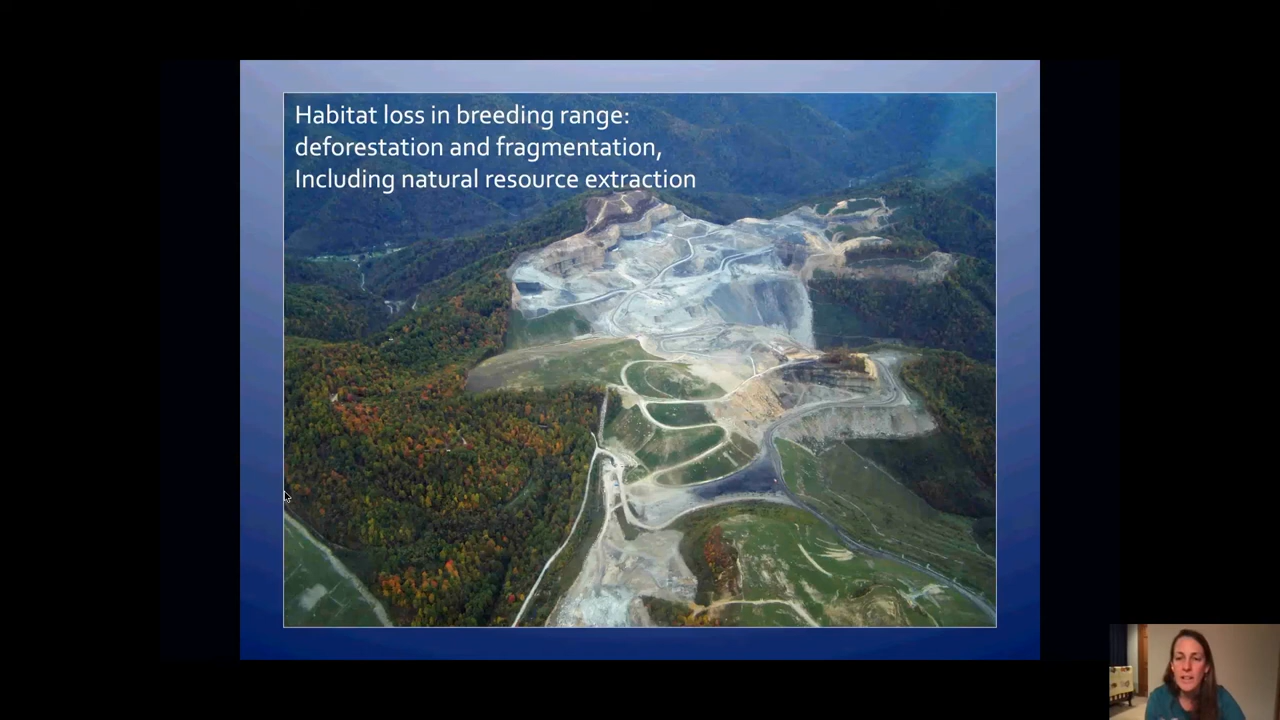 Habitat loss in breeding range:
deforestation and fragmentation,
Including natural resource extraction